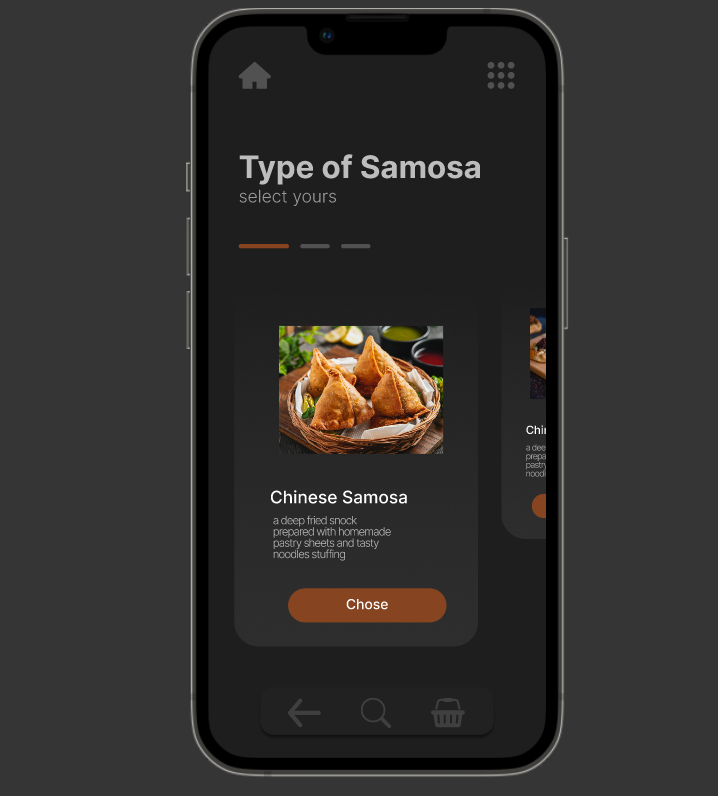 Type of Samosa
select yours
Chinese Samosa
a deep fried snock
prepared with homemade
pastry sheets and tasty
noodles stuffing
Chose
Chin
a dee
prepa
pastry
noodl